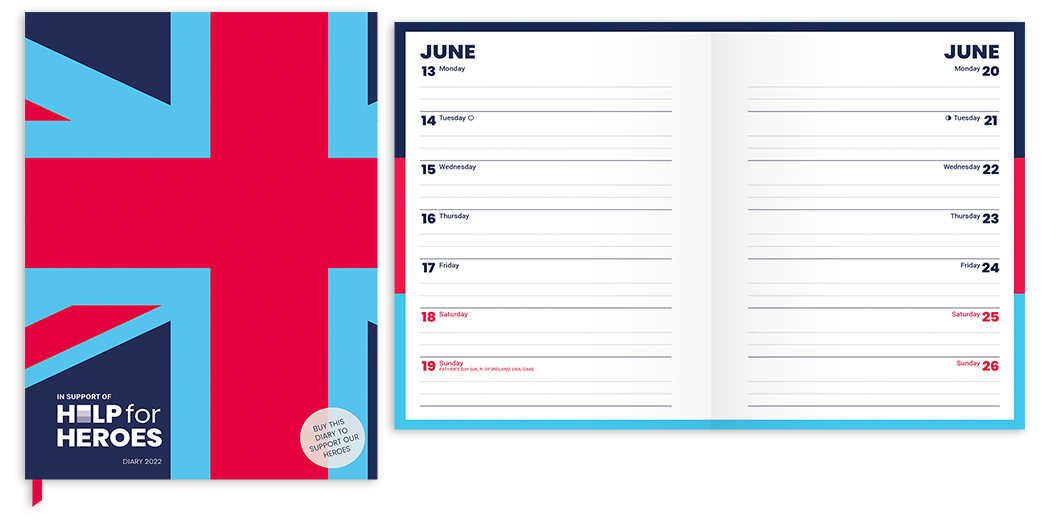 IN SUPPORT OF
HELP for
HEROES
DIARY 2022
BUY THIS
DIARY TO
SUPPORT OUR
HEROES
JUNE
13 Monday
14 Tuesday
15 Wednesday
16 Thursday
17 Friday
18 Saturday
19 Sunday
FATHER'S DAY (UK, R. OF IRELAND, USA, CAN)
JUNE
Monday 20
Tuesday 21
Wednesday 22
Thursday 23
Friday 24
Saturday 25
Sunday 26